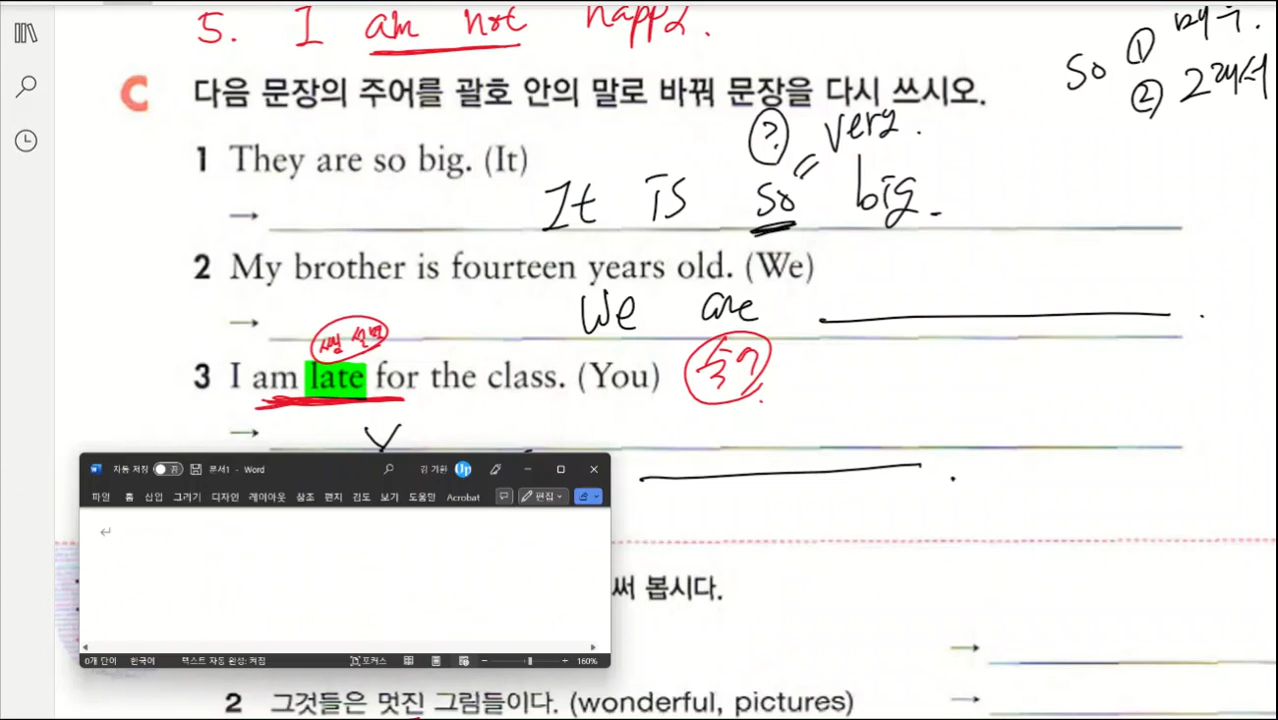 5. I am not happy.
so ① 매우.
② 그래서
C 다음 문장의 주어를 괄호 안의 말로 바꿔 문장을 다시 쓰시오.
? very.
1 They are so big. (It)
→ It is so big.
2 My brother is fourteen years old. (We)
→ We are
3 I am late for the class. (You)
→ Y
자동 저장 끔 문서1 - Word 김 기환
파일 홈 삽입 그리기 디자인 레이아웃 참조 편지 검토 보기 도움말 Acrobat 편집
써 봅시다.
→
0개 단어 한국어 텍스트 자동 완성: 켜짐 포커스 160%
2 그것들은 멋진 그림들이다. (wonderful, pictures) →